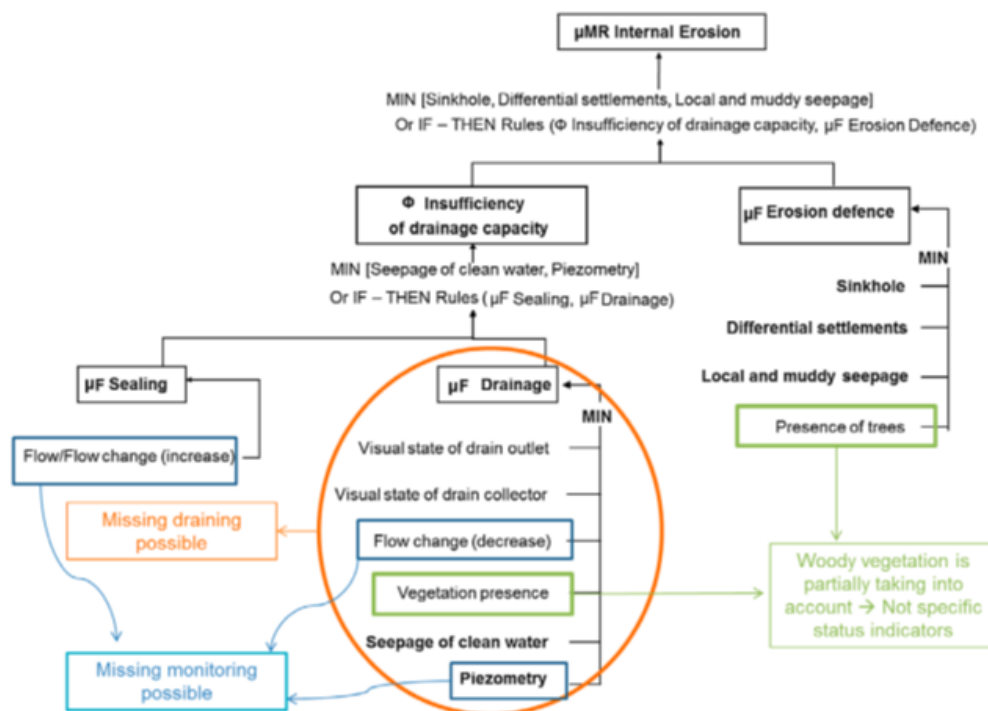 µMR Internal Erosion
MIN [Sinkhole, Differential settlements, Local and muddy seepage]
Or IF – THEN Rules (Φ Insufficiency of drainage capacity, µF Erosion Defence)
Φ Insufficiency
of drainage capacity
µF Erosion defence
MIN [Seepage of clean water, Piezometry]
Or IF – THEN Rules (µF Sealing, µF Drainage)
MIN
Sinkhole
Differential settlements
Local and muddy seepage
Presence of trees
µF Sealing
µF Drainage
MIN
Flow/Flow change (increase)
Visual state of drain outlet
Visual state of drain collector
Missing draining
possible
Flow change (decrease)
Vegetation presence
Woody vegetation is
partially taking into
account → Not specific
status indicators
Seepage of clean water
Piezometry
Missing monitoring
possible